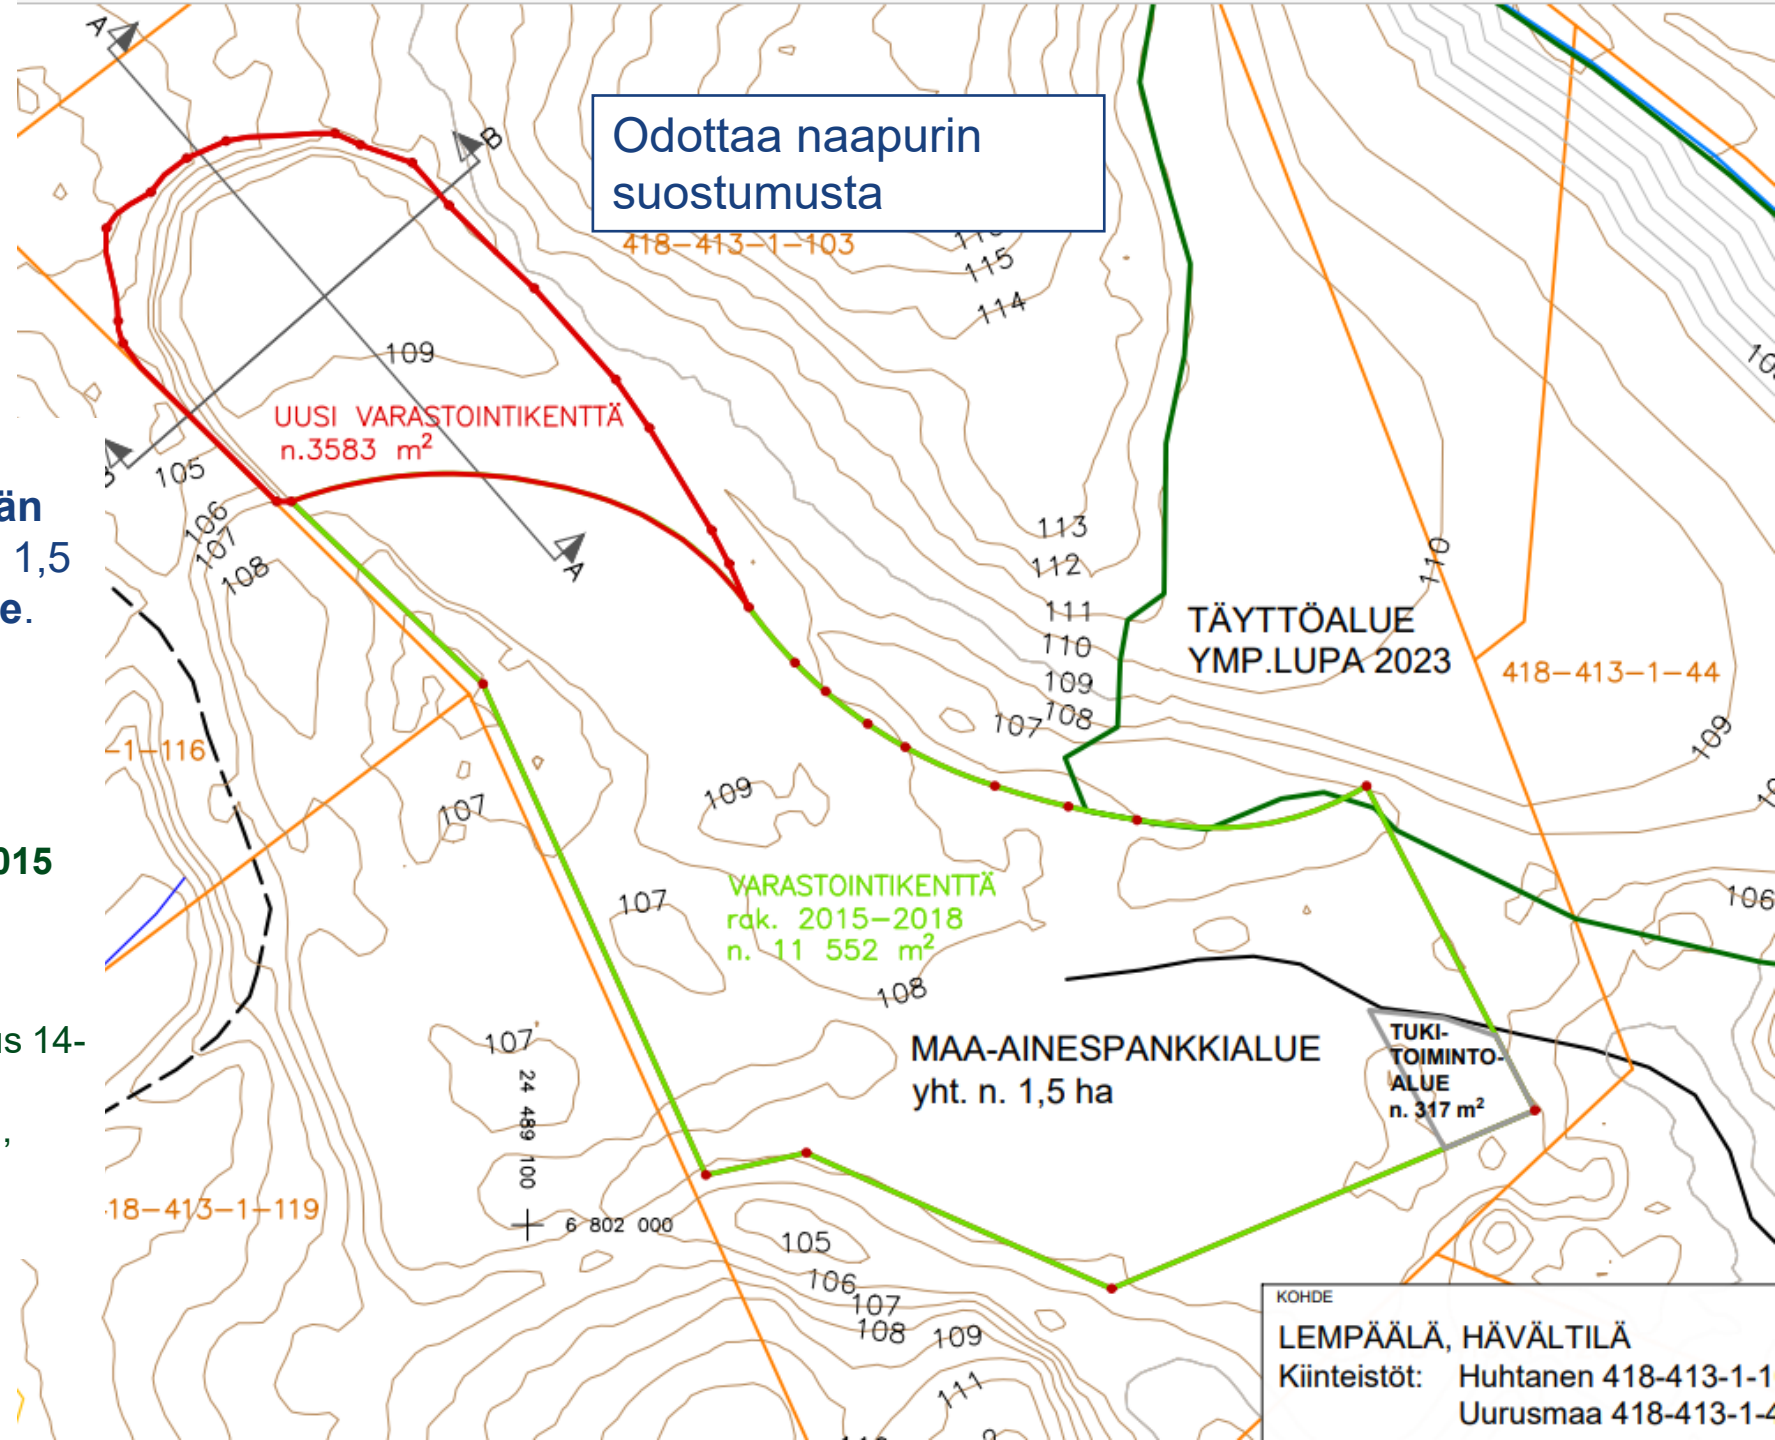 A
B
Odottaa naapurin
suostumusta
418-413-1-103
115
114
109
UUSI VARASTOINTIKENTTÄ
n.3583 m²
105
106
107
108
A
än
1,5
e.
113
112
111
110
109
108
107
110
TÄYTTÖALUE
YMP.LUPA 2023
418-413-1-44
109
-1-116
107
109
015
107
VARASTOINTIKENTTÄ
rak. 2015-2018
n. 11 552 m²
108
106
us 14-
107
MAA-AINESPANKKIALUE
yht. n. 1,5 ha
TUKI-
TOIMINTO-
ALUE
n. 317 m²
24 489 100
,
18-413-1-119
6 802 000
105
106
107
108
109
111
KOHDE
LEMPÄÄLÄ, HÄVÄLTILÄ
Kiinteistöt: Huhtanen 418-413-1-1
Uurusmaa 418-413-1-4